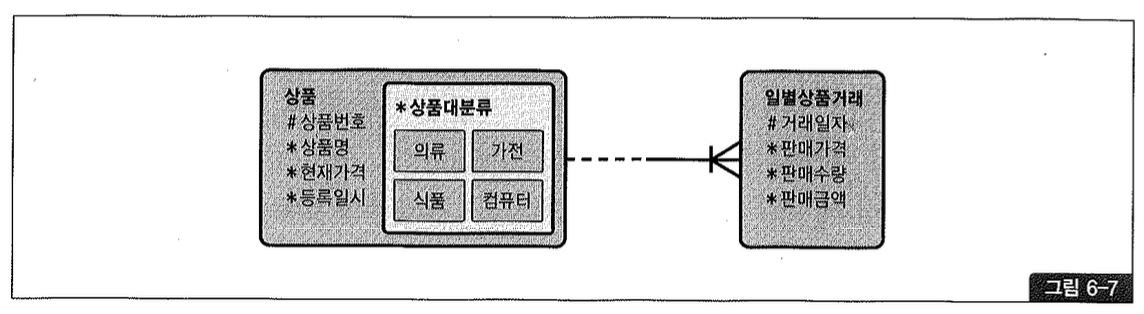 상품
# 상품번호
* 상품명
* 현재가격
* 등록일시
* 상품대분류
의류
가전
식품
컴퓨터
일별상품거래
# 거래일자
* 판매가격
* 판매수량
* 판매금액
그림 6-7